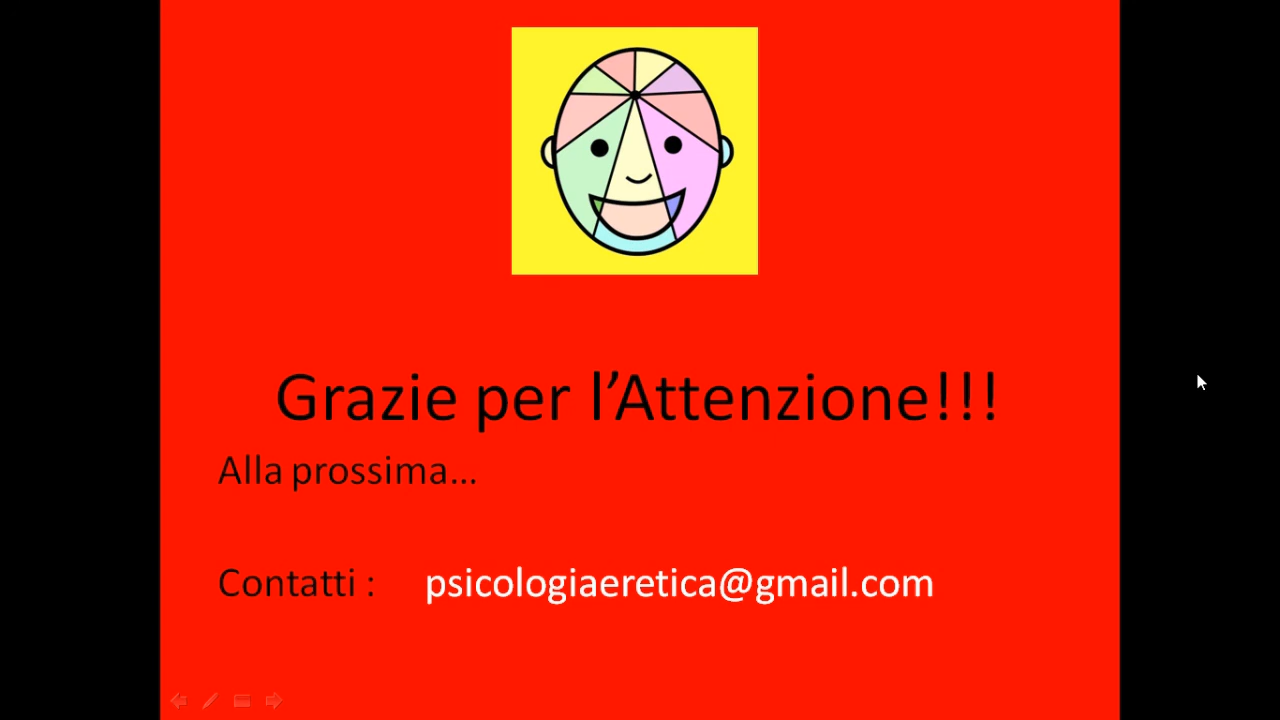 Grazie per l’Attenzione!!!
Alla prossima...
Contatti : psicologiaeretica@gmail.com